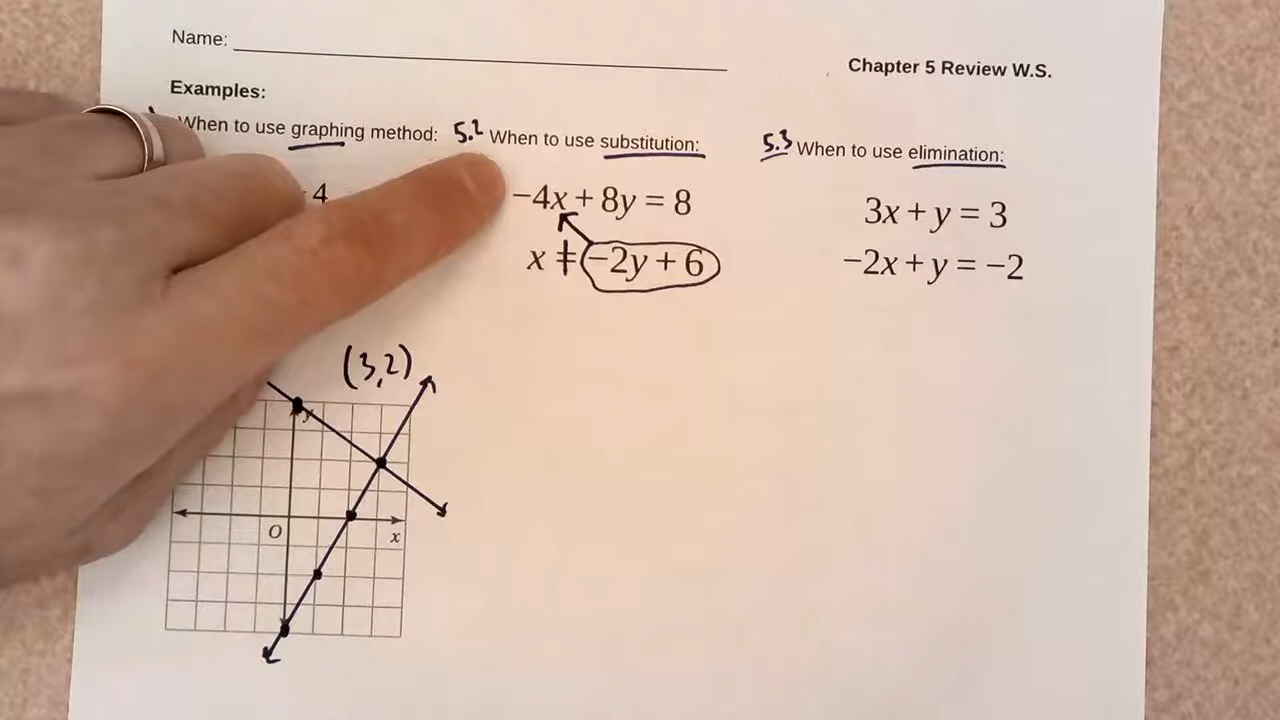 Name:
Chapter 5 Review W.S.
Examples:
When to use graphing method:
4
(3,2)
y
O
x
5.2 When to use substitution:
−4x + 8y = 8
x = −2y + 6
5.3 When to use elimination:
3x + y = 3
−2x + y = −2